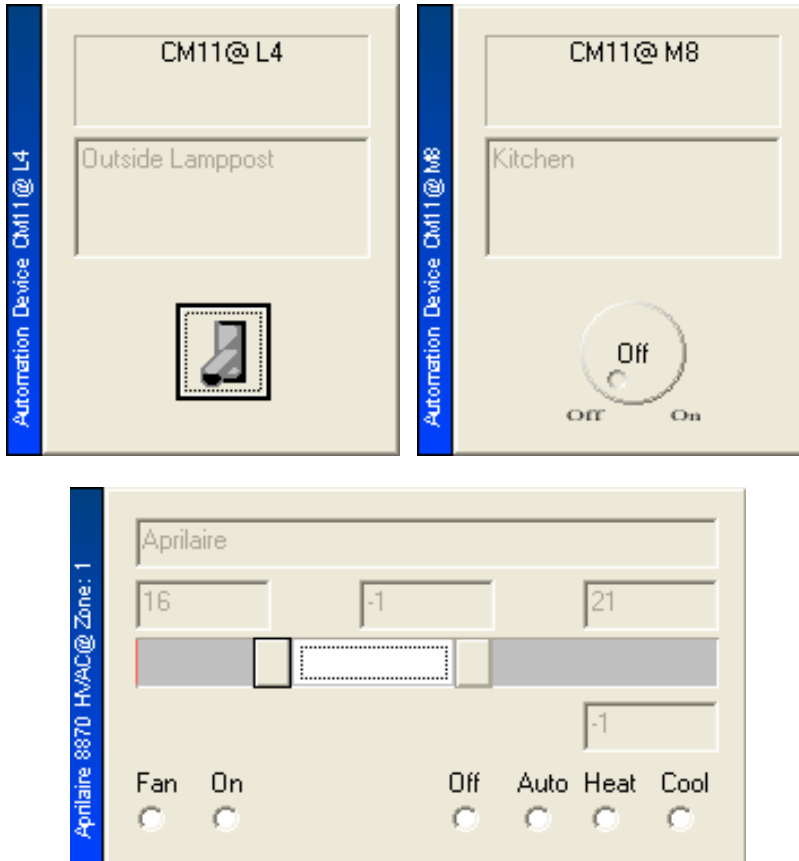 Automation Device CM11@ L4
CM11@ L4
Outside Lamppost
Automation Device CM11@ M8
CM11@ M8
Kitchen
Off
Off On
Aprilaire 8870 HVAC@ Zone: 1
Aprilaire
16 -1 21
-1
Fan On Off Auto Heat Cool